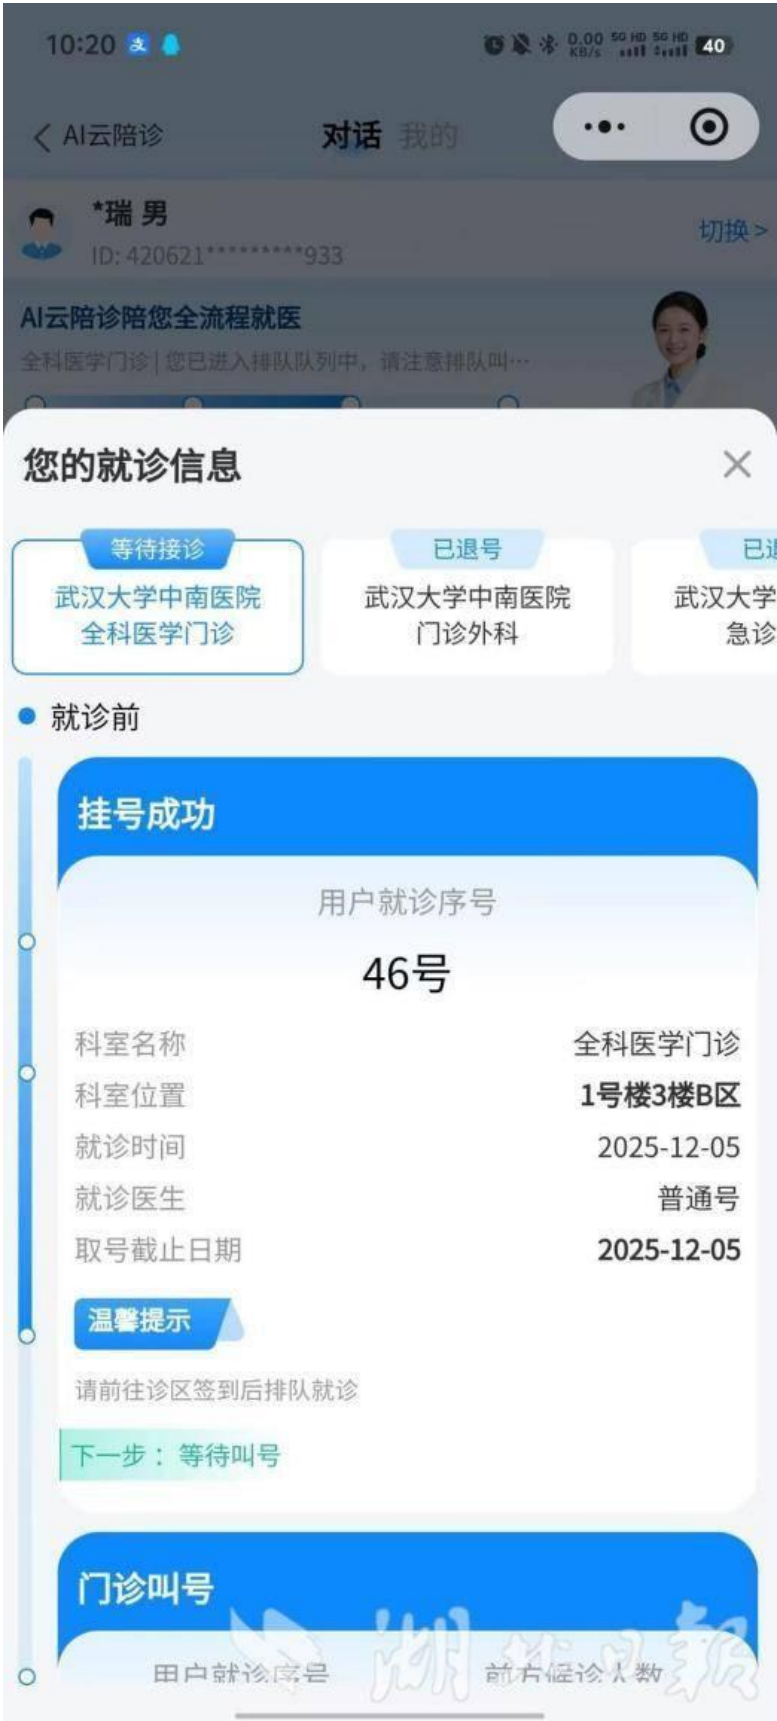 10:20
0.00 KB/s 5G HD 5G HD 40
AI云陪诊
对话 我的
*瑞 男
ID: 420621*********933
切换 >
AI云陪诊陪您全流程就医
全科医学门诊 | 您已进入排队队列中，请注意排队叫…
您的就诊信息
等待接诊
武汉大学中南医院
全科医学门诊
已退号
武汉大学中南医院
门诊外科
已退
武汉大学
急诊
就诊前
挂号成功
用户就诊序号
46号
科室名称 全科医学门诊
科室位置 1号楼3楼B区
就诊时间 2025-12-05
就诊医生 普通号
取号截止日期 2025-12-05
温馨提示
请前往诊区签到后排队就诊
下一步：等待叫号
门诊叫号
用户就诊序号 前方候诊人数
湖北日報